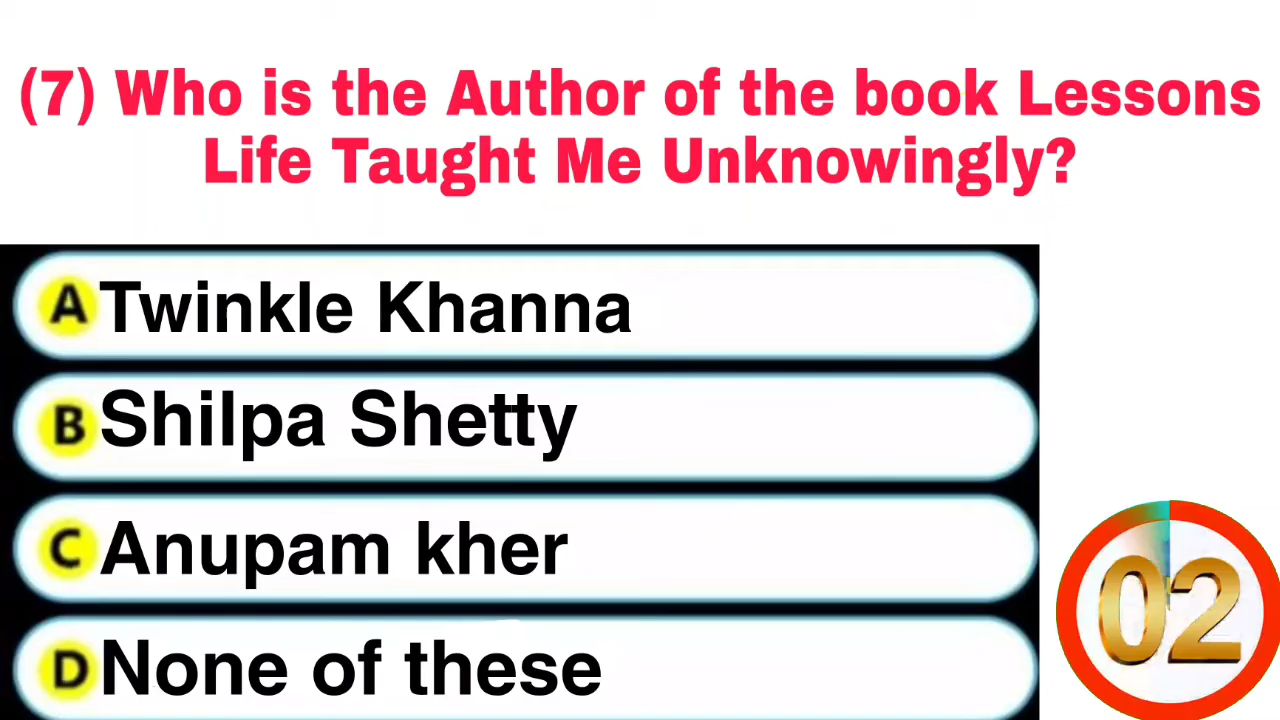 (7) Who is the Author of the book Lessons
Life Taught Me Unknowingly?
A Twinkle Khanna
B Shilpa Shetty
C Anupam kher
D None of these
02